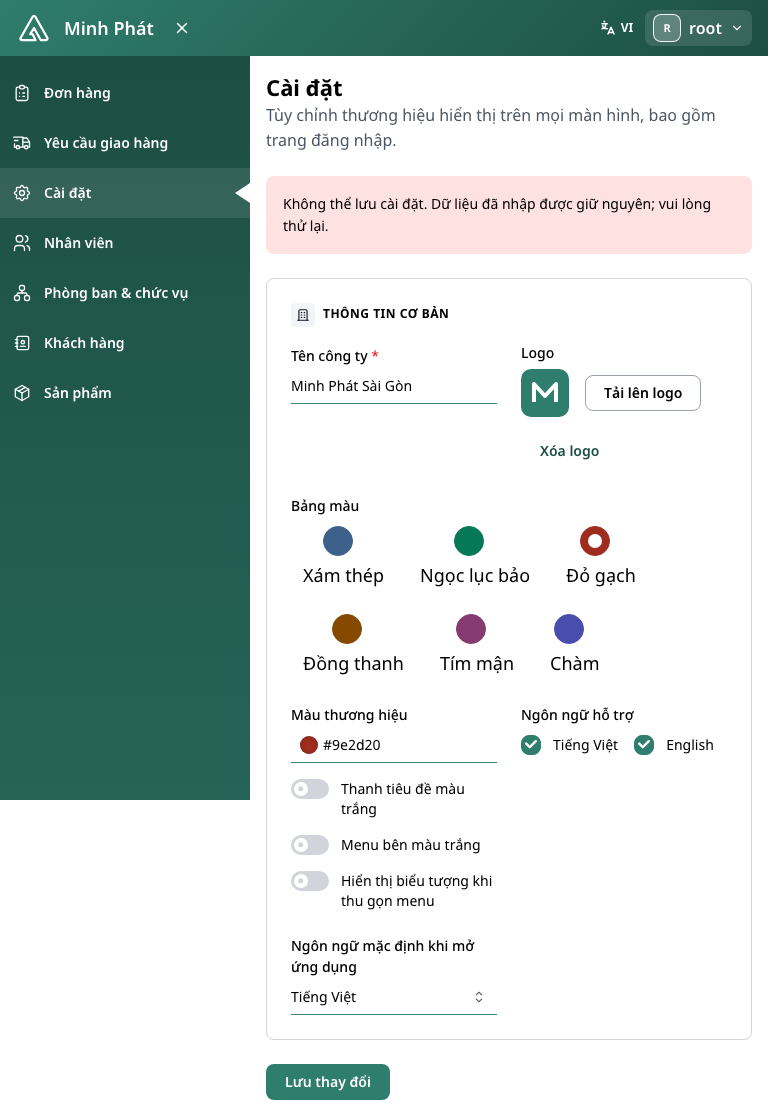 Minh Phát
VI
R
root
Đơn hàng
Yêu cầu giao hàng
Cài đặt
Nhân viên
Phòng ban & chức vụ
Khách hàng
Sản phẩm
Cài đặt
Tùy chỉnh thương hiệu hiển thị trên mọi màn hình, bao gồm
trang đăng nhập.
Không thể lưu cài đặt. Dữ liệu đã nhập được giữ nguyên; vui lòng
thử lại.
THÔNG TIN CƠ BẢN
Tên công ty *
Minh Phát Sài Gòn
Logo
Tải lên logo
Xóa logo
Bảng màu
Xám thép
Ngọc lục bảo
Đỏ gạch
Đồng thanh
Tím mận
Chàm
Màu thương hiệu
#9e2d20
Ngôn ngữ hỗ trợ
Tiếng Việt
English
Thanh tiêu đề màu
trắng
Menu bên màu trắng
Hiển thị biểu tượng khi
thu gọn menu
Ngôn ngữ mặc định khi mở
ứng dụng
Tiếng Việt
Lưu thay đổi